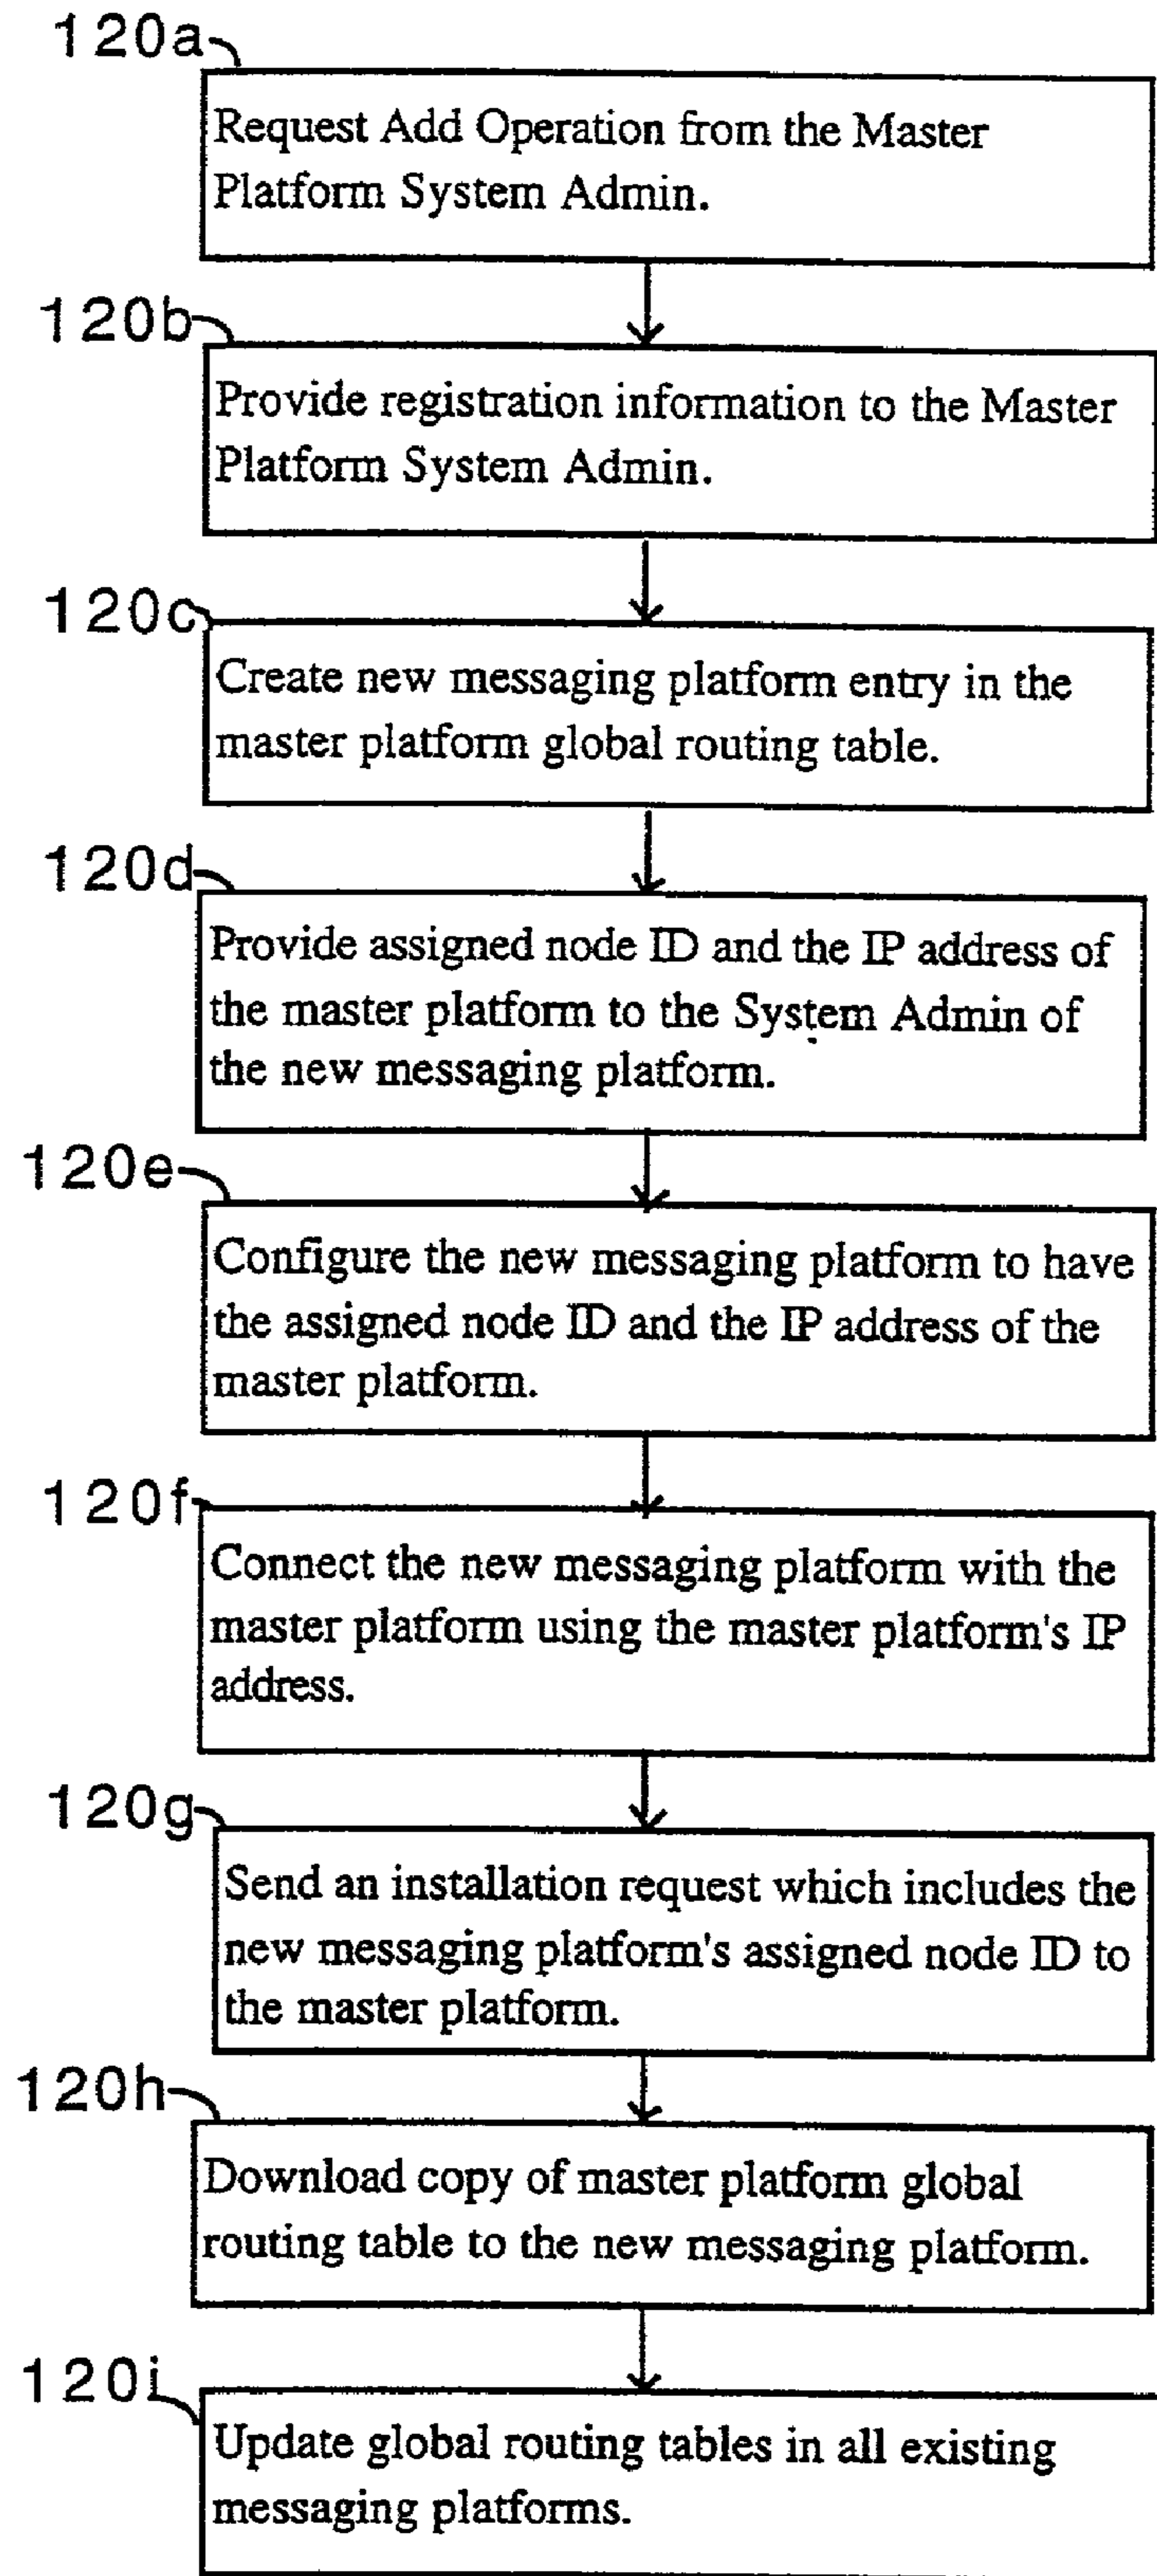 120a
Request Add Operation from the Master
Platform System Admin.
120b
Provide registration information to the Master
Platform System Admin.
120c
Create new messaging platform entry in the
master platform global routing table.
120d
Provide assigned node ID and the IP address of
the master platform to the System Admin of
the new messaging platform.
120e
Configure the new messaging platform to have
the assigned node ID and the IP address of the
master platform.
120f
Connect the new messaging platform with the
master platform using the master platform's IP
address.
120g
Send an installation request which includes the
new messaging platform's assigned node ID to
the master platform.
120h
Download copy of master platform global
routing table to the new messaging platform.
120i
Update global routing tables in all existing
messaging platforms.